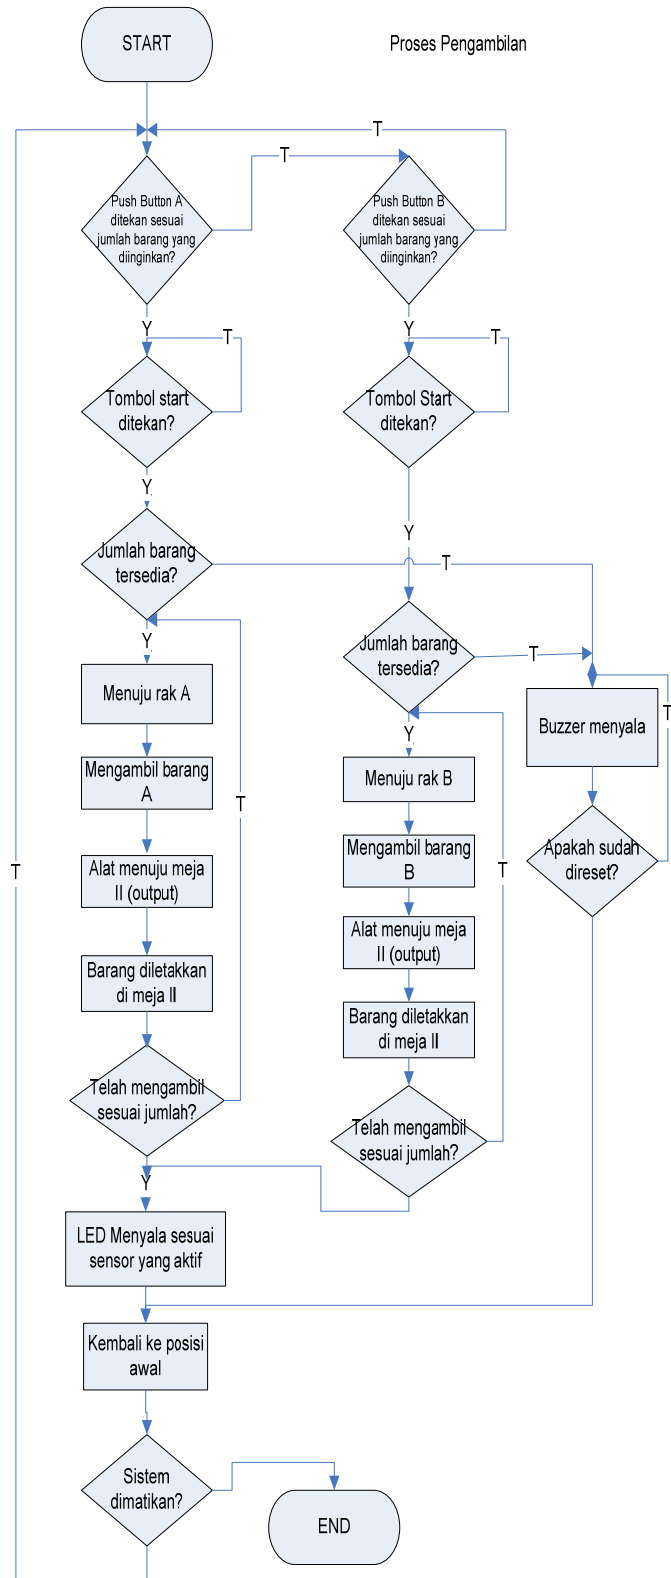 START
Proses Pengambilan
T
T
Push Button A
ditekan sesuai
jumlah barang yang
diinginkan?
Push Button B
ditekan sesuai
jumlah barang yang
diinginkan?
Y
T
Y
T
Tombol start
ditekan?
Tombol Start
ditekan?
Y
Y
Jumlah barang
tersedia?
T
Jumlah barang
tersedia?
T
Y
Menuju rak A
T
Buzzer menyala
Y
Mengambil barang
A
Menuju rak B
T
T
Mengambil barang
B
T
Apakah sudah
direset?
Alat menuju meja
II (output)
Alat menuju meja
II (output)
Barang diletakkan
di meja II
Barang diletakkan
di meja II
Telah mengambil
sesuai jumlah?
Telah mengambil
sesuai jumlah?
Y
LED Menyala sesuai
sensor yang aktif
Kembali ke posisi
awal
Sistem
dimatikan?
END